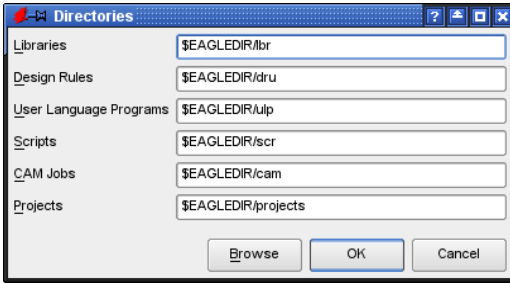 Directories
Libraries $EAGLEDIR/lbr
Design Rules $EAGLEDIR/dru
User Language Programs $EAGLEDIR/ulp
Scripts $EAGLEDIR/scr
CAM Jobs $EAGLEDIR/cam
Projects $EAGLEDIR/projects
Browse OK Cancel